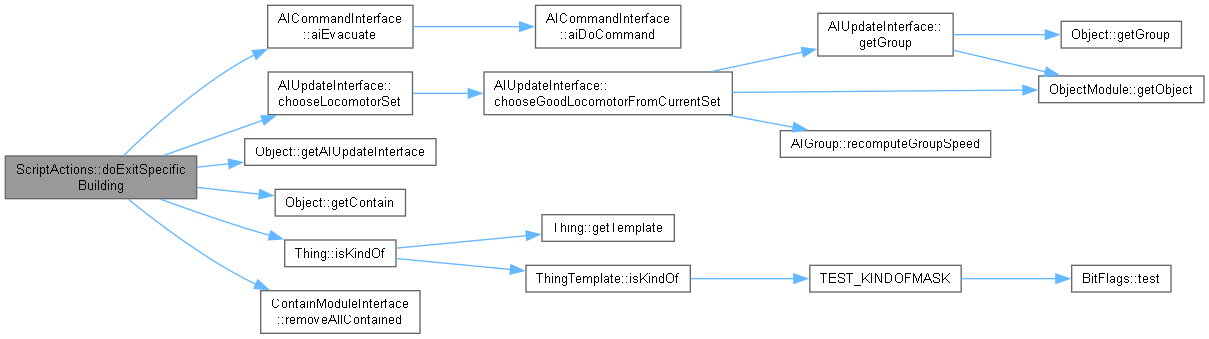 AICommandInterface
::aiEvacuate
AICommandInterface
::aiDoCommand
AIUpdateInterface::
getGroup
Object::getGroup
AIUpdateInterface::
chooseLocomotorSet
AIUpdateInterface::
chooseGoodLocomotorFromCurrentSet
ObjectModule::getObject
AIGroup::recomputeGroupSpeed
Object::getAIUpdateInterface
ScriptActions::doExitSpecific
Building
Object::getContain
Thing::getTemplate
Thing::isKindOf
ThingTemplate::isKindOf
TEST_KINDOFMASK
BitFlags::test
ContainModuleInterface
::removeAllContained